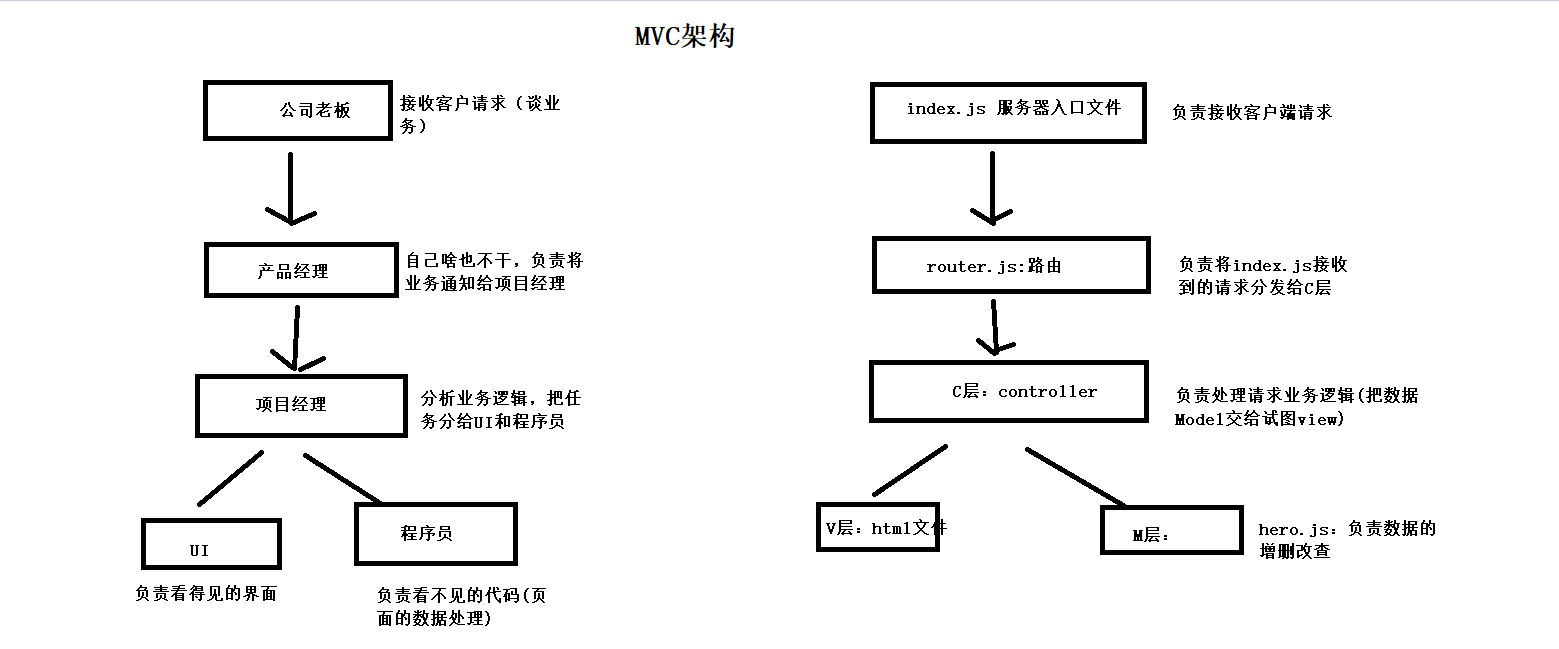 MVC架构
公司老板
接收客户请求（谈业
务）
产品经理
自己啥也不干，负责将
业务通知给项目经理
项目经理
分析业务逻辑，把任
务分给UI和程序员
UI
负责看得见的界面
程序员
负责看不见的代码(页
面的数据处理)
index.js 服务器入口文件
负责接收客户端请求
router.js:路由
负责将index.js接收
到的请求分发给C层
C层：controller
负责处理请求业务逻辑(把数据
Model交给试图view)
V层：html文件
M层：
hero.js：负责数据的
增删改查